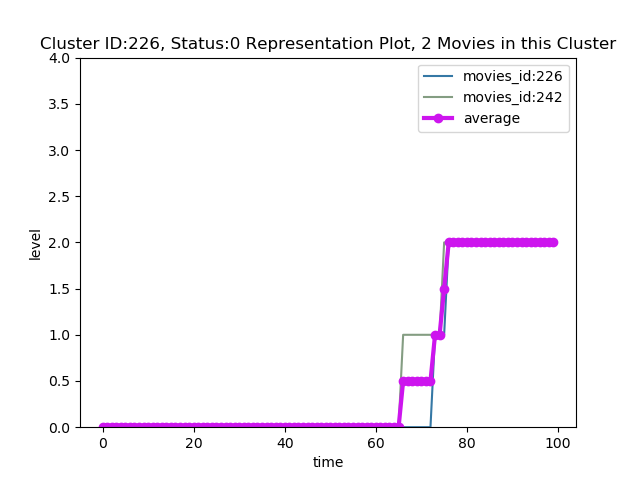 Cluster ID:226, Status:0 Representation Plot, 2 Movies in this Cluster
4.0
3.5
3.0
2.5
2.0
1.5
1.0
0.5
0.0
level
movies_id:226
movies_id:242
average
0 20 40 60 80 100
time